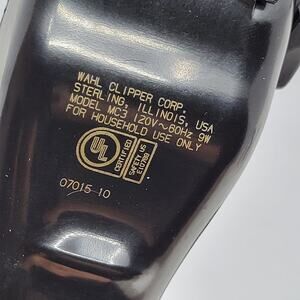 WAHL CLIPPER CORP.
STERLING, ILLINOIS, USA
MODEL MC3 120V~60Hz 9W
FOR HOUSEHOLD USE ONLY
UL
CERTIFIED
SAFETY US
07015-10